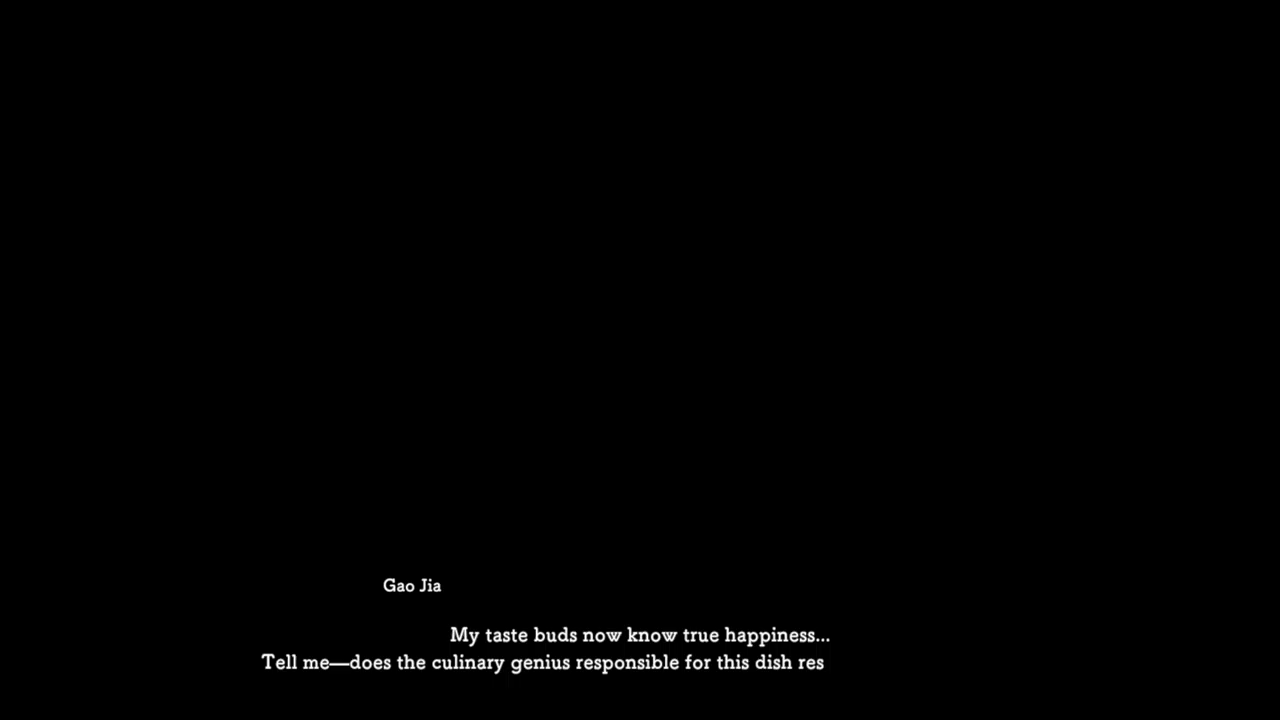 Gao Jia
My taste buds now know true happiness...
Tell me—does the culinary genius responsible for this dish res